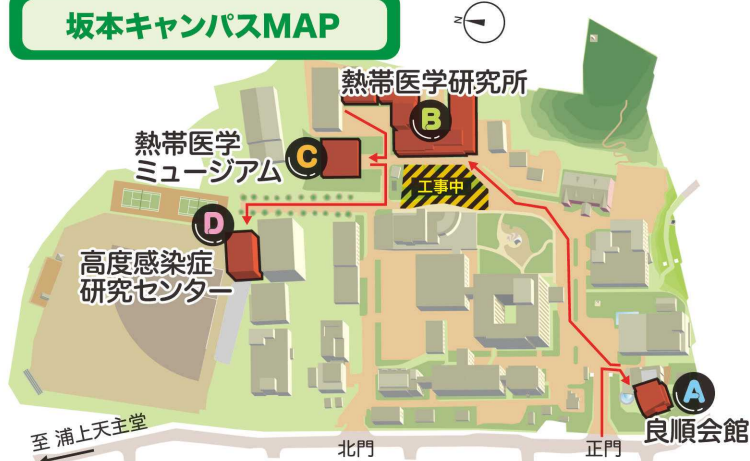 坂本キャンパスMAP
N
熱帯医学研究所
B
熱帯医学
ミュージアム
C
工事中
D
高度感染症
研究センター
A
良順会館
至 浦上天主堂
北門
正門